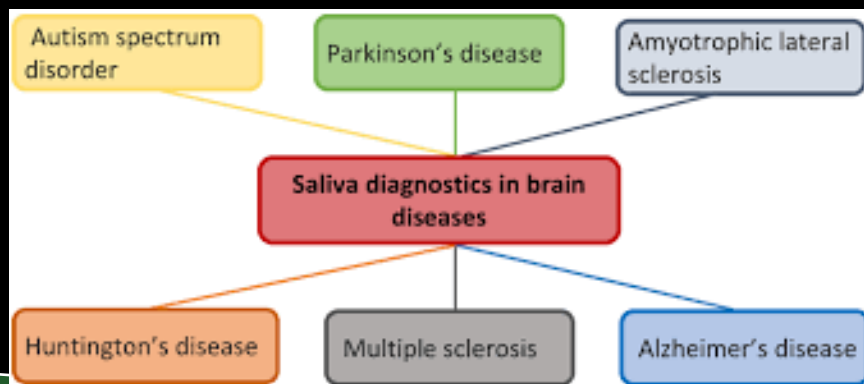 Autism spectrum
disorder
Parkinson's disease
Amyotrophic lateral
sclerosis
Saliva diagnostics in brain
diseases
Huntington's disease
Multiple sclerosis
Alzheimer's disease